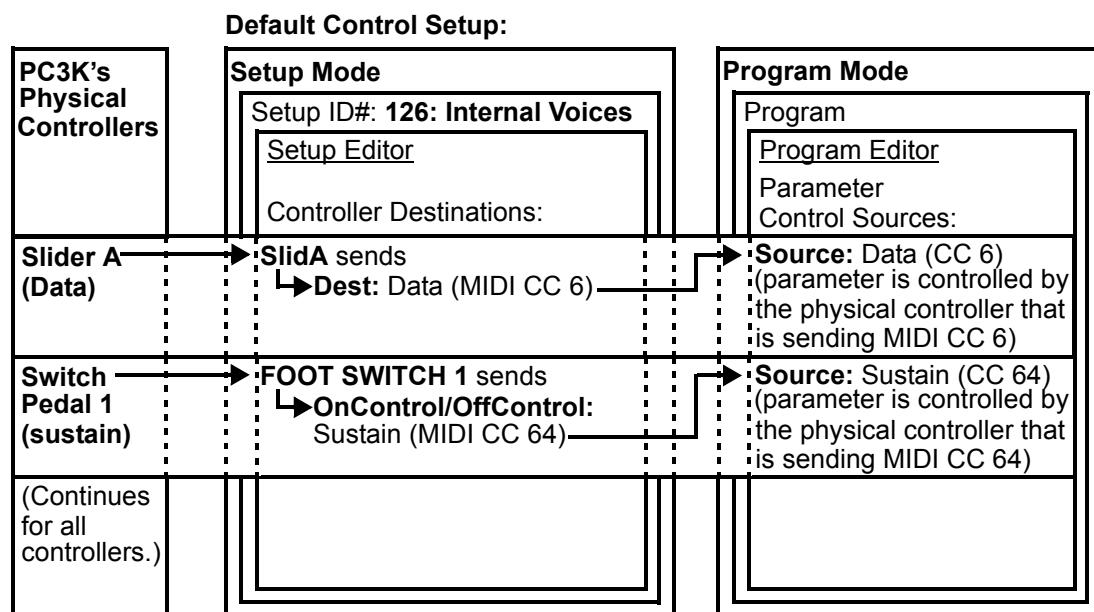 Default Control Setup:
PC3K's
Physical
Controllers
Setup Mode
Setup ID#: 126: Internal Voices
Setup Editor
Controller Destinations:
Program Mode
Program
Program Editor
Parameter
Control Sources:
Slider A
(Data)
SlidA sends
Dest: Data (MIDI CC 6)
Source: Data (CC 6)
(parameter is controlled by
the physical controller that
is sending MIDI CC 6)
Switch
Pedal 1
(sustain)
FOOT SWITCH 1 sends
OnControl/OffControl:
Sustain (MIDI CC 64)
Source: Sustain (CC 64)
(parameter is controlled by
the physical controller that
is sending MIDI CC 64)
(Continues
for all
controllers.)